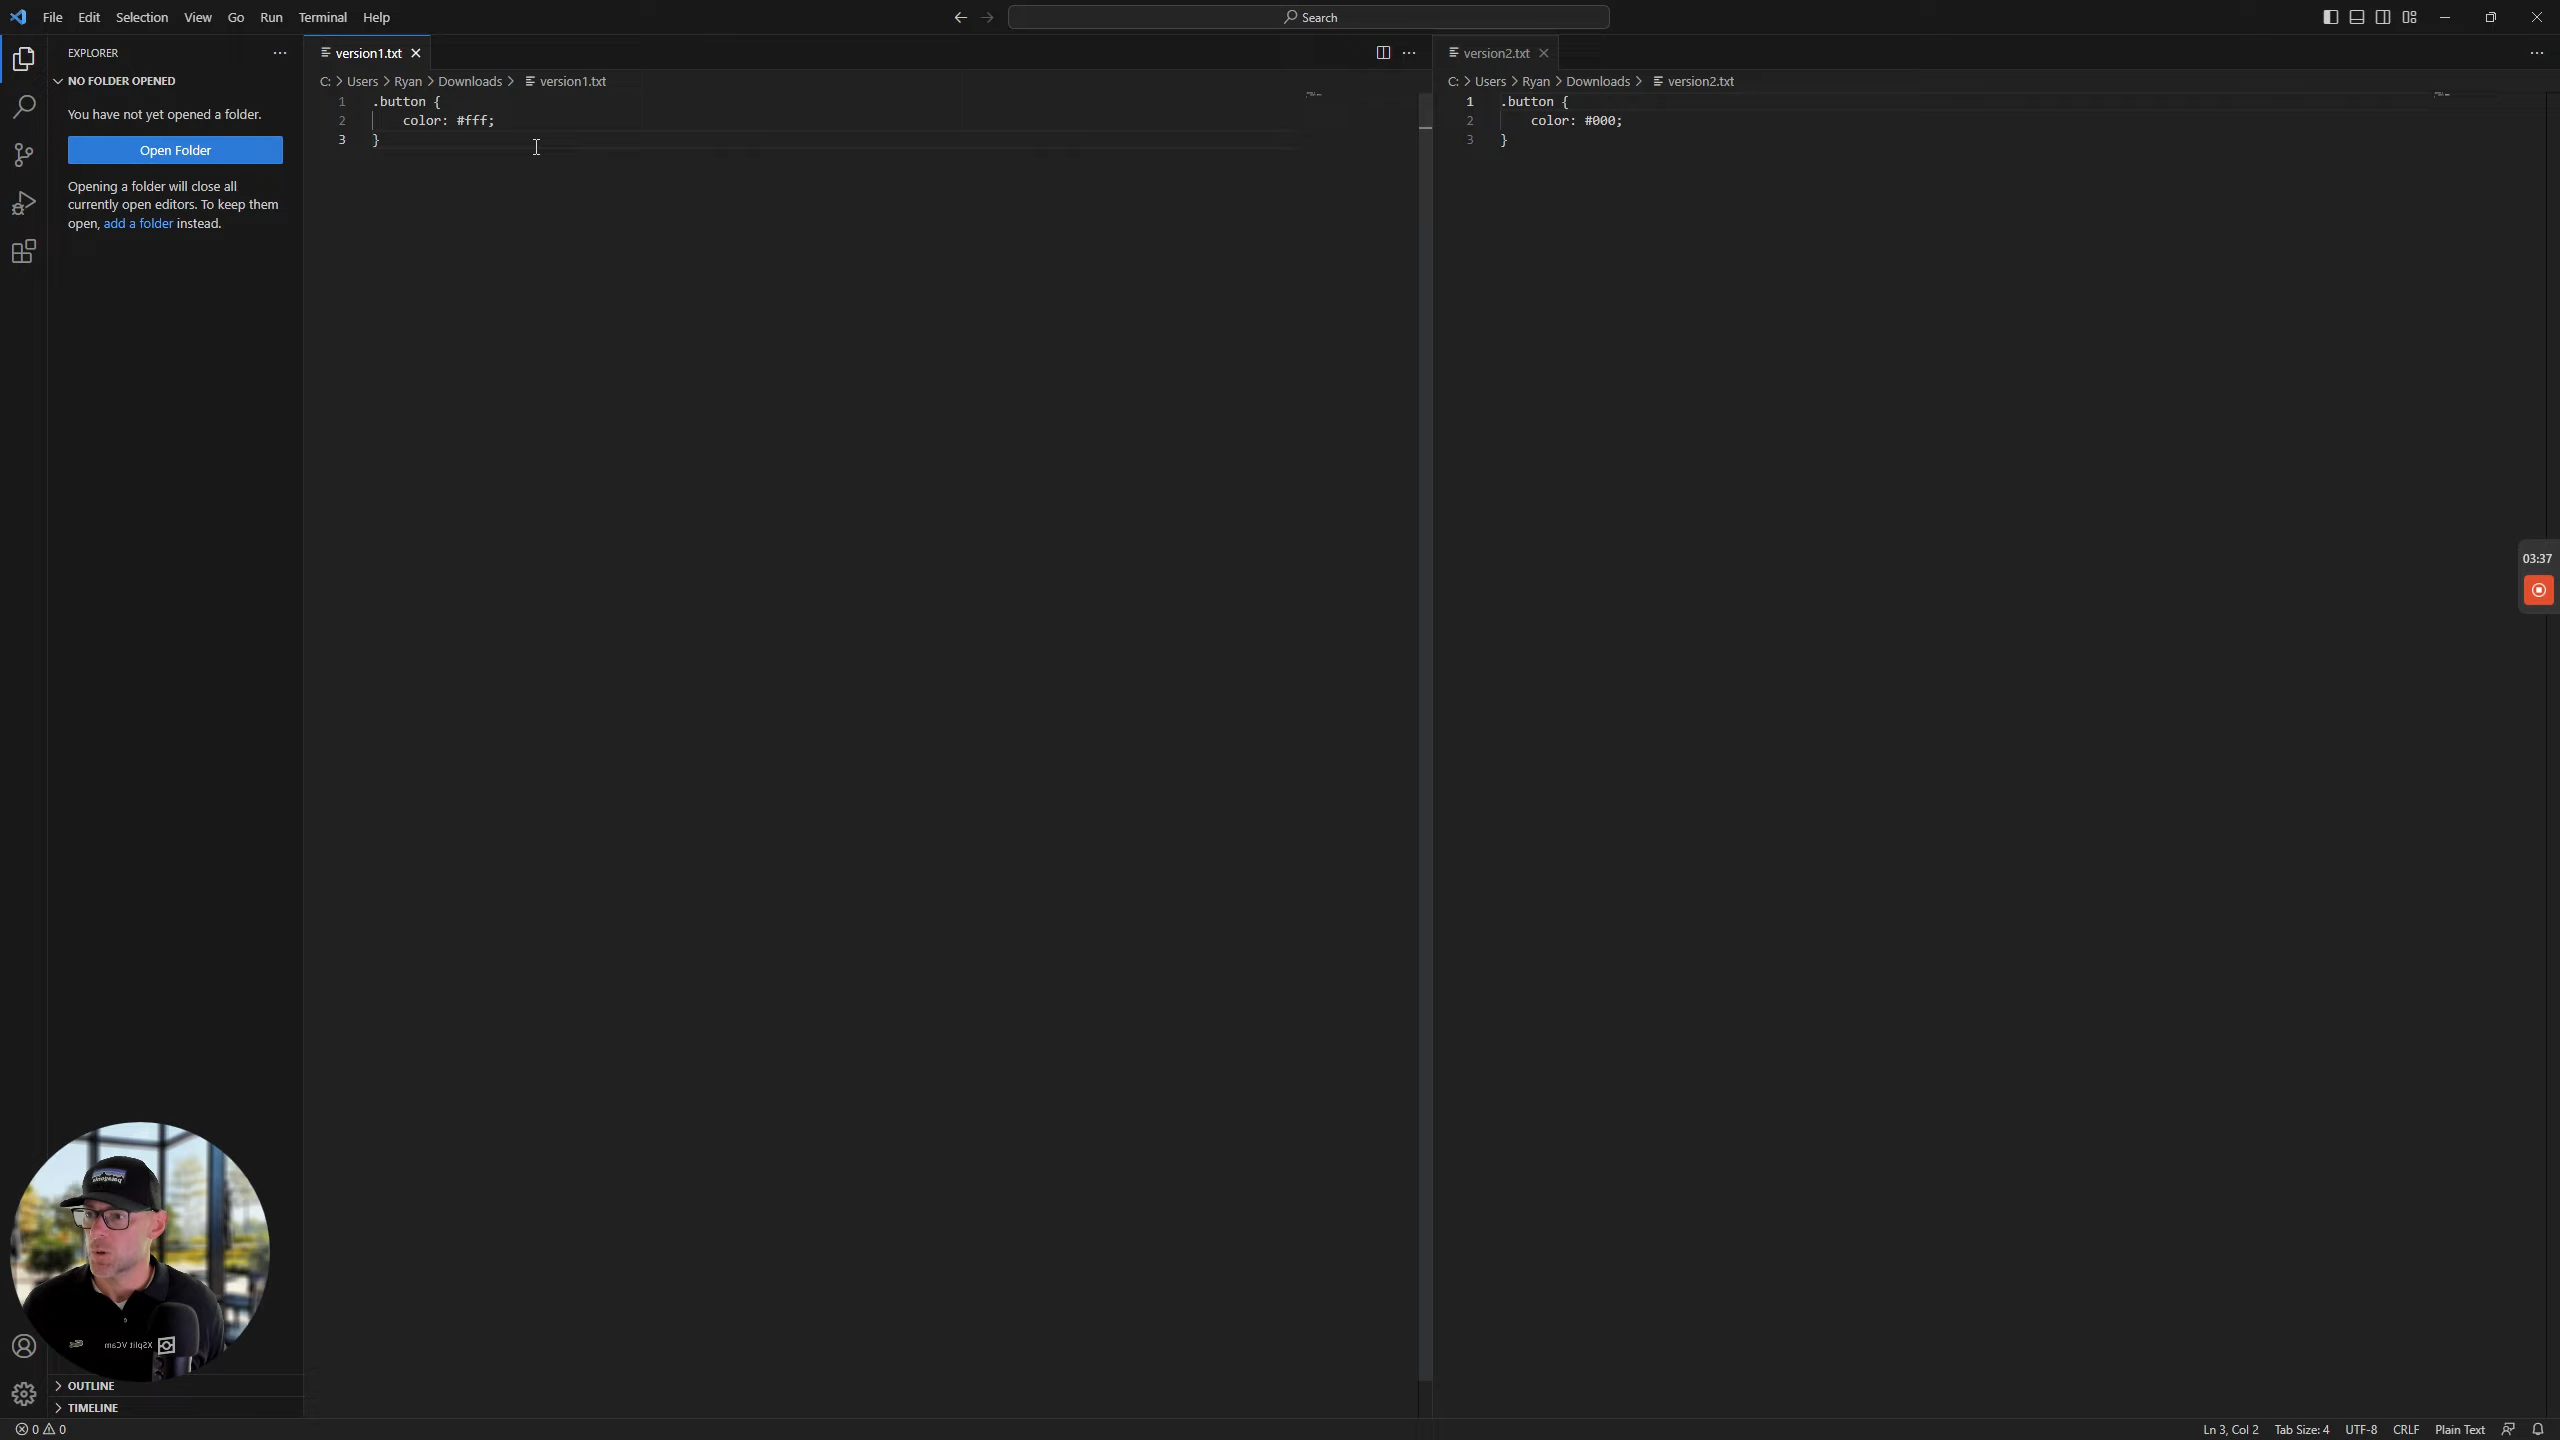 File Edit Selection View Go Run Terminal Help
Search
EXPLORER
NO FOLDER OPENED
You have not yet opened a folder.
Open Folder
Opening a folder will close all
currently open editors. To keep them
open, add a folder instead.
version1.txt
C: > Users > Ryan > Downloads > version1.txt
1 .button {
2 color: #fff;
3 }
version2.txt
C: > Users > Ryan > Downloads > version2.txt
1 .button {
2 color: #000;
3 }
03:37
XSplit VCam
OUTLINE
TIMELINE
0 0
Ln 3, Col 2 Tab Size: 4 UTF-8 CRLF Plain Text